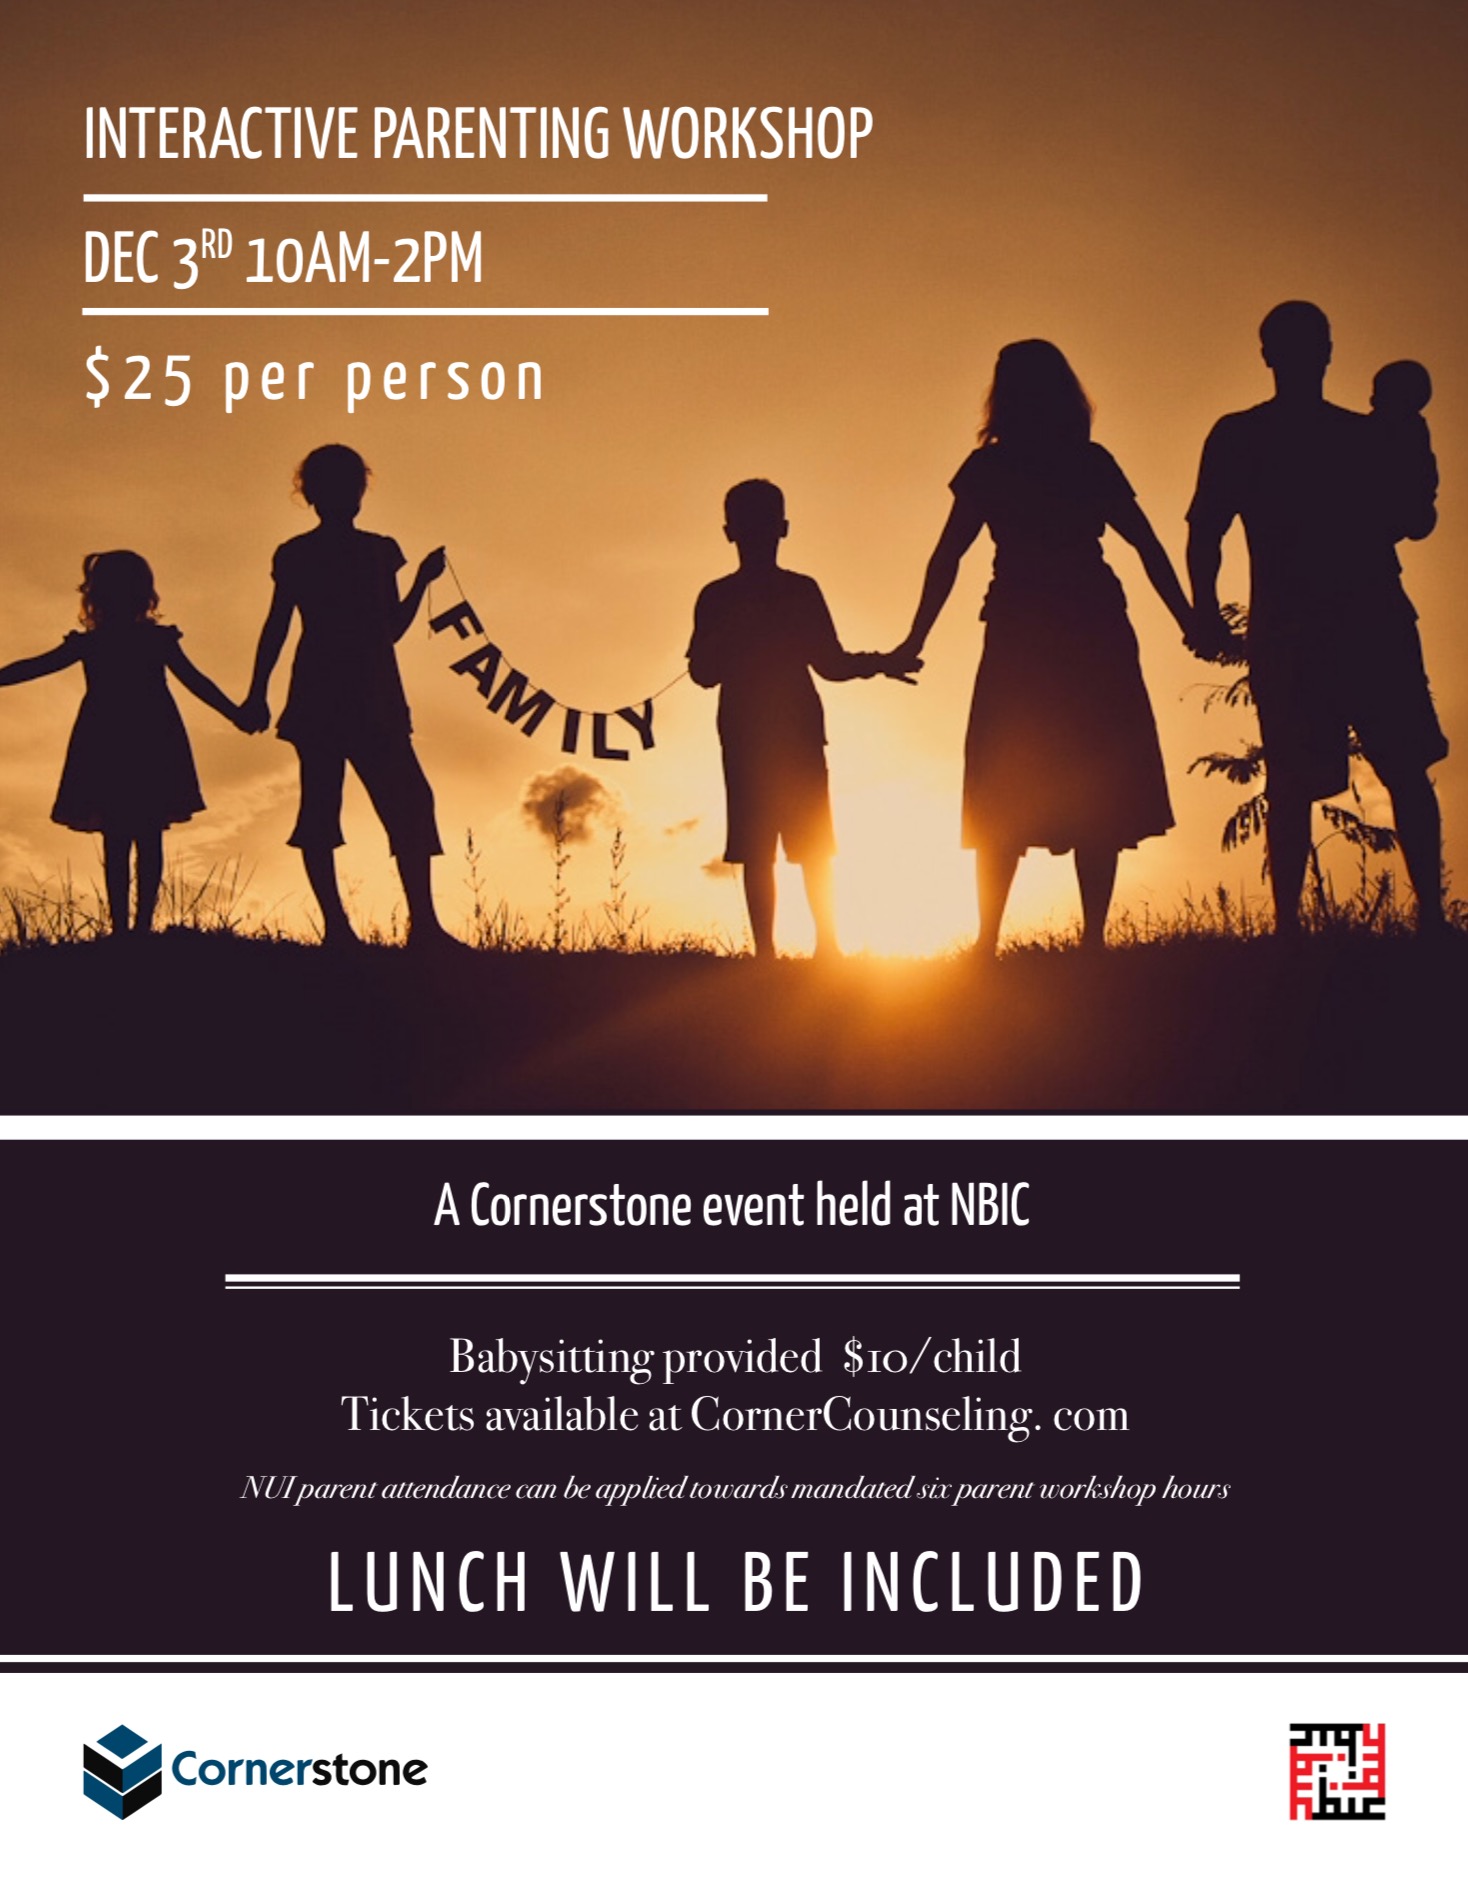 INTERACTIVE PARENTING WORKSHOP
DEC 3RD 10AM-2PM
$25 per person
FAMILY
A Cornerstone event held at NBIC
Babysitting provided  $10/child
Tickets available at CornerCounseling. com
NUI parent attendance can be applied towards mandated six parent workshop hours
LUNCH WILL BE INCLUDED
Cornerstone